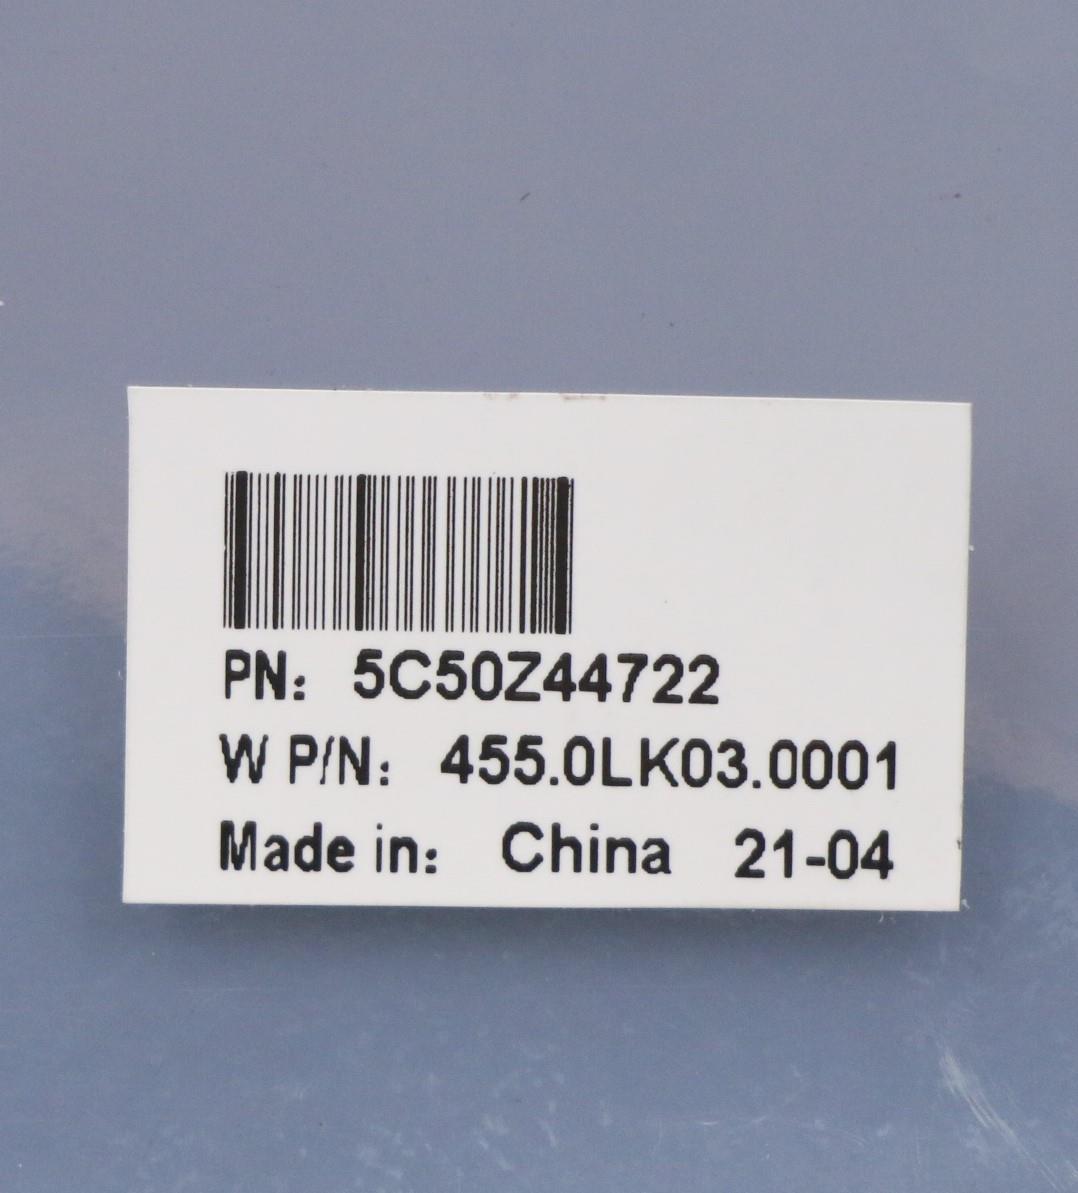 PN: 5C50Z44722
W P/N: 455.0LK03.0001
Made in: China 21-04